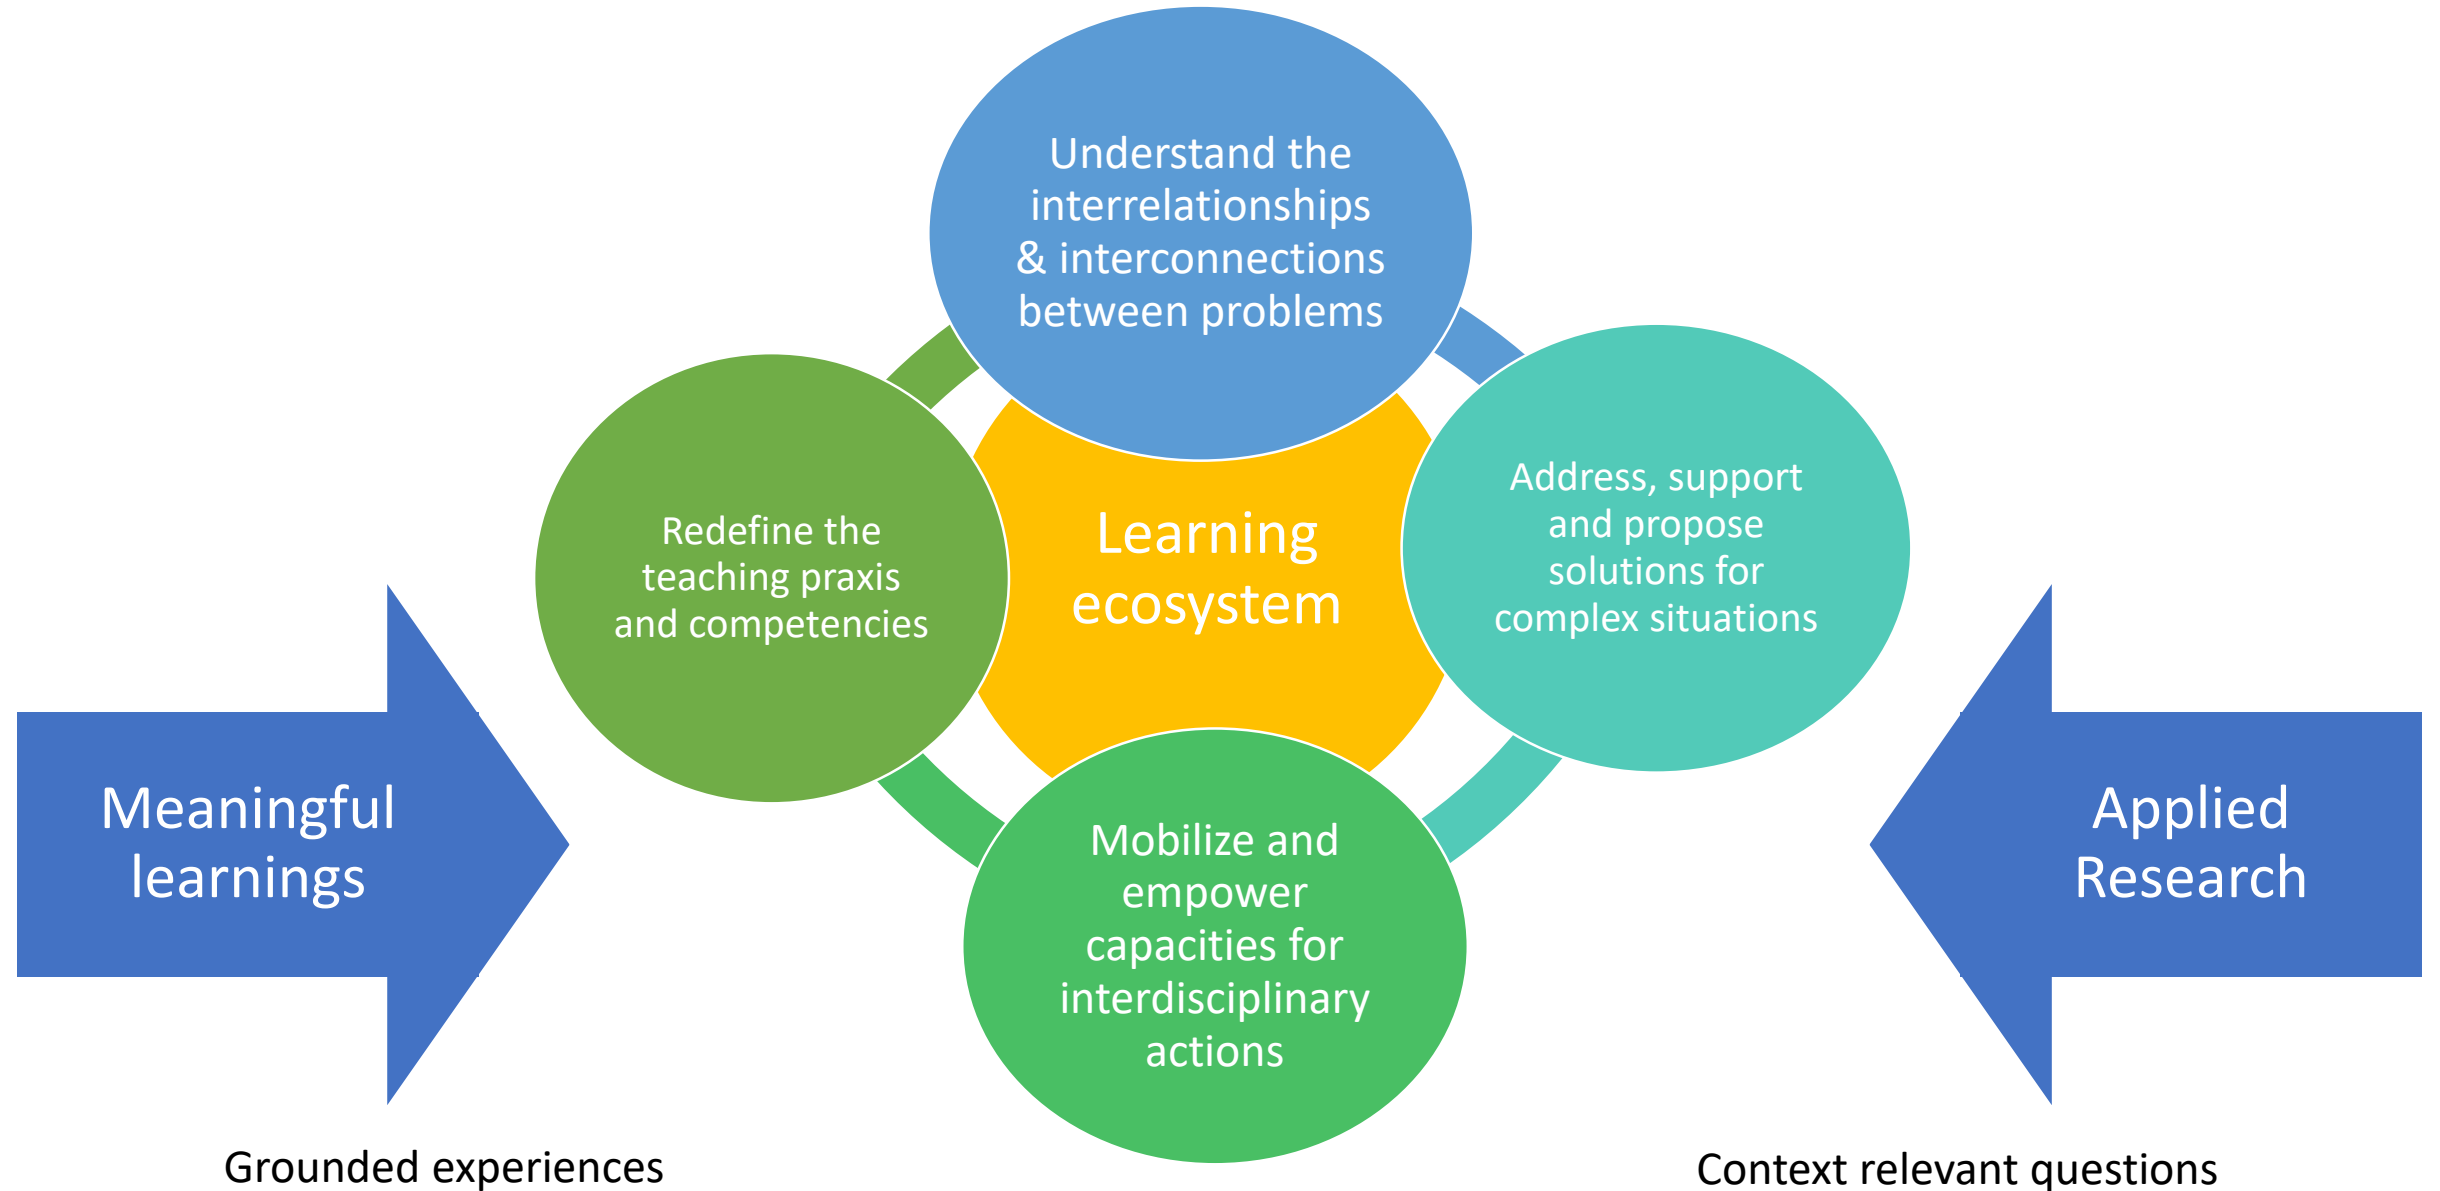 Understand the
interrelationships
& interconnections
between problems
Address, support
and propose
solutions for
complex situations
Learning
ecosystem
Redefine the
teaching praxis
and competencies
Mobilize and
empower
capacities for
interdisciplinary
actions
Meaningful
learnings
Applied
Research
Grounded experiences
Context relevant questions